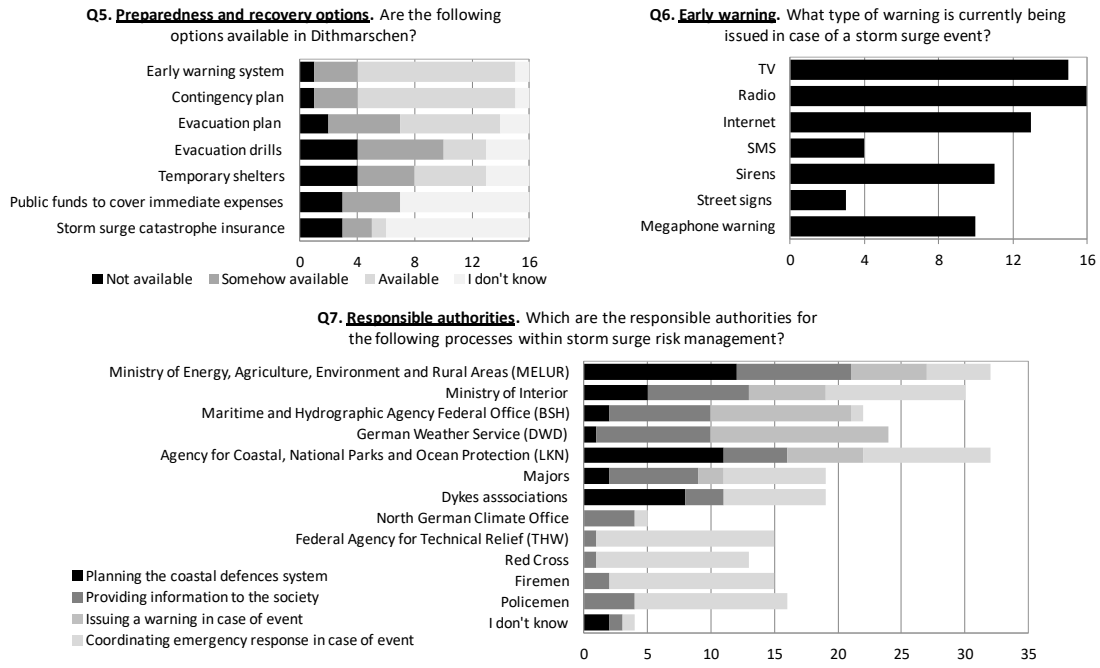 Q5. Preparedness and recovery options. Are the following
options available in Dithmarschen?
Early warning system
Contingency plan
Evacuation plan
Evacuation drills
Temporary shelters
Public funds to cover immediate expenses
Storm surge catastrophe insurance
0 4 8 12 16
Not available Somehow available Available I don't know
Q6. Early warning. What type of warning is currently being
issued in case of a storm surge event?
TV
Radio
Internet
SMS
Sirens
Street signs
Megaphone warning
0 4 8 12 16
Q7. Responsible authorities. Which are the responsible authorities for
the following processes within storm surge risk management?
Ministry of Energy, Agriculture, Environment and Rural Areas (MELUR)
Ministry of Interior
Maritime and Hydrographic Agency Federal Office (BSH)
German Weather Service (DWD)
Agency for Coastal, National Parks and Ocean Protection (LKN)
Majors
Dykes asssociations
North German Climate Office
Federal Agency for Technical Relief (THW)
Red Cross
Firemen
Policemen
I don't know
Planning the coastal defences system
Providing information to the society
Issuing a warning in case of event
Coordinating emergency response in case of event
0 5 10 15 20 25 30 35